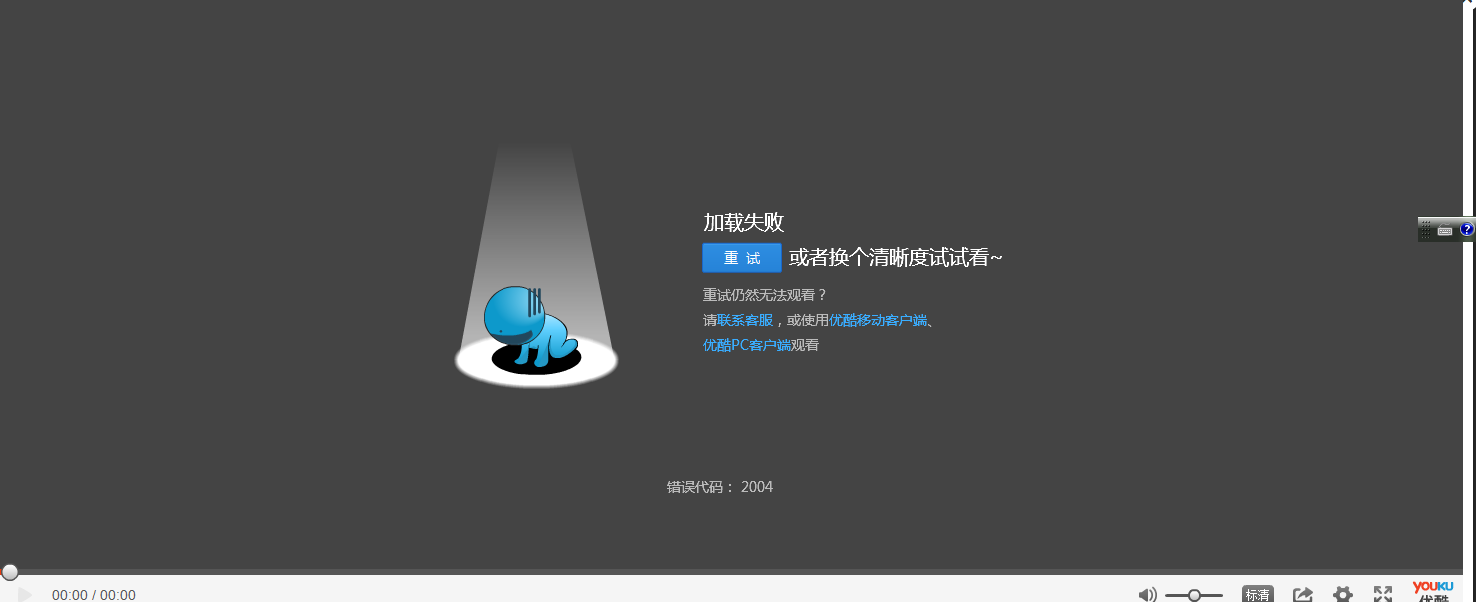 加载失败
重 试 或者换个清晰度试试看~
重试仍然无法观看？
请联系客服，或使用优酷移动客户端、
优酷PC客户端观看
错误代码： 2004
00:00 / 00:00
标清
YOUKU
优酷